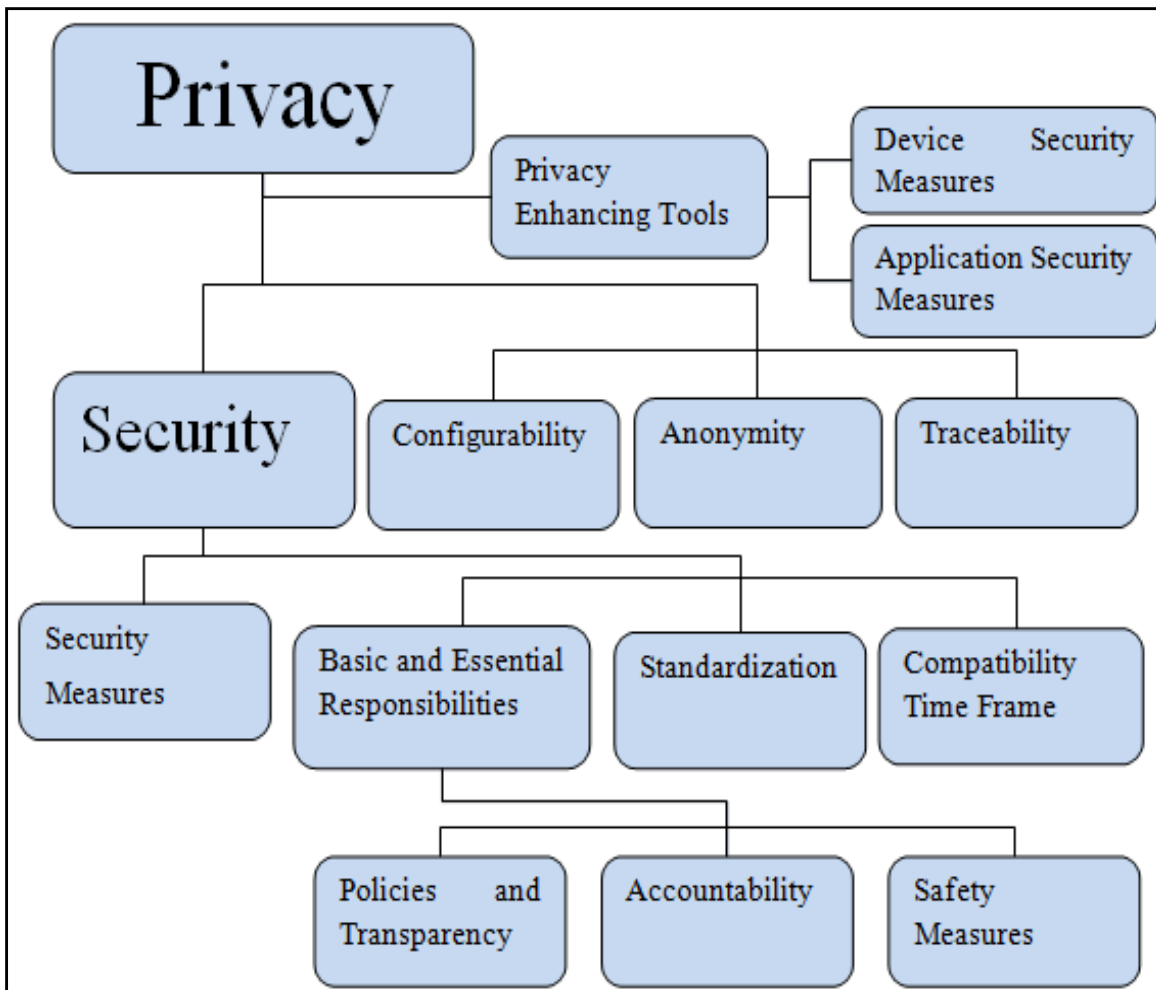 Privacy
Privacy
Enhancing Tools
Device Security
Measures
Application Security
Measures
Security
Configurability
Anonymity
Traceability
Security
Measures
Basic and Essential
Responsibilities
Standardization
Compatibility
Time Frame
Policies and
Transparency
Accountability
Safety
Measures